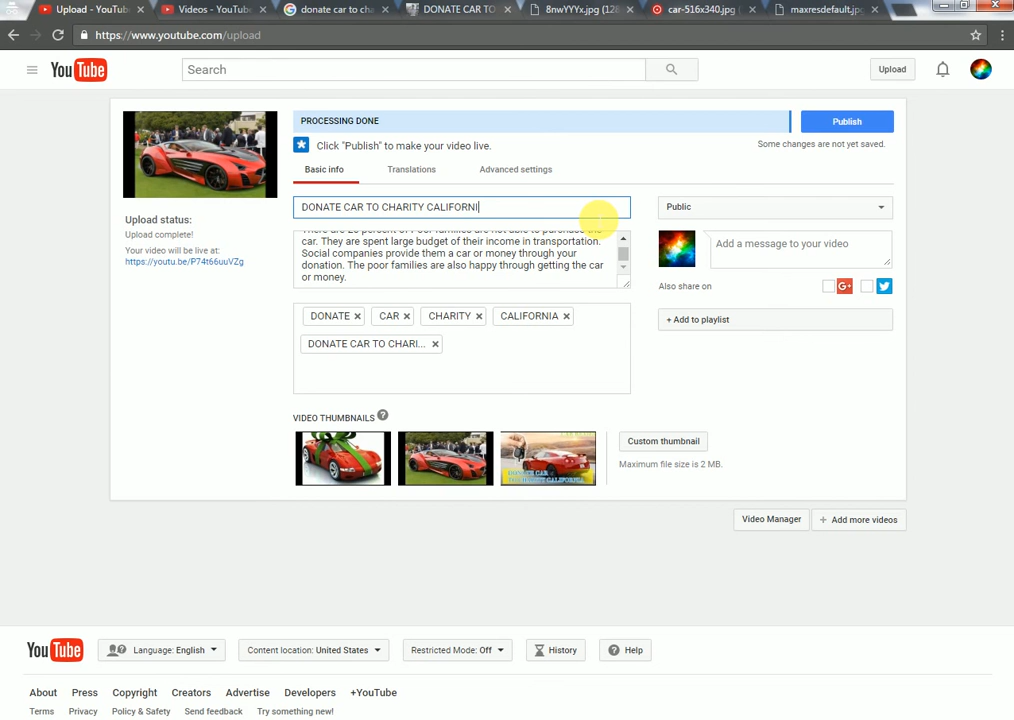 Upload - YouTub
Videos - YouTube
donate car to ch
DONATE CAR TO
8nwYYYx.jpg (128
car-516x340.jpg
maxresdefault.jp
https://www.youtube.com/upload
YouTube
Search
Upload
PROCESSING DONE
Publish
Click "Publish" to make your video live.
Some changes are not yet saved.
Basic info
Translations
Advanced settings
DONATE CAR TO CHARITY CALIFORNI
Public
Upload status:
Upload complete!
Your video will be live at:
https://youtu.be/P74t66uuVZg
car. They are spent large budget of their income in transportation.
Social companies provide them a car or money through your
donation. The poor families are also happy through getting the car
or money.
Add a message to your video
Also share on
G+
+ Add to playlist
DONATE
CAR
CHARITY
CALIFORNIA
DONATE CAR TO CHARI...
VIDEO THUMBNAILS
?
DONATE CAR
Custom thumbnail
Maximum file size is 2 MB.
Video Manager
+ Add more videos
YouTube
Language: English
Content location: United States
Restricted Mode: Off
History
Help
About
Press
Copyright
Creators
Advertise
Developers
+YouTube
Terms
Privacy
Policy & Safety
Send feedback
Try something new!